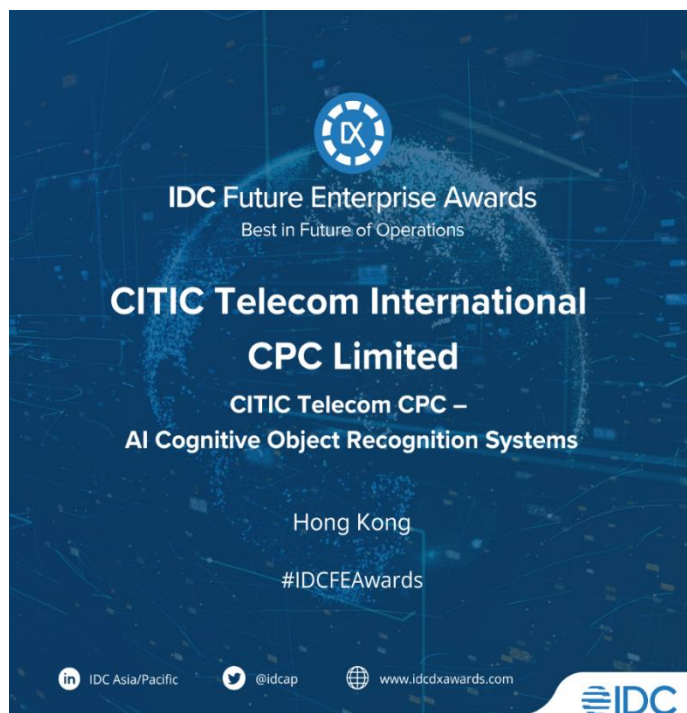 DX
IDC Future Enterprise Awards
Best in Future of Operations
CITIC Telecom International
CPC Limited
CITIC Telecom CPC –
AI Cognitive Object Recognition Systems
Hong Kong
#IDCFEAwards
in IDC Asia/Pacific @idcap www.idcdxawards.com
IDC